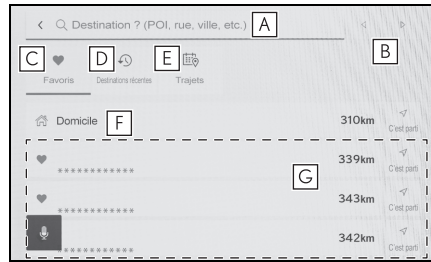 Destination ? (POI, rue, ville, etc.) A
B
C D E
Favoris Destinations récentes Trajets
Domicile F 310km C'est parti
339km C'est parti
************
G
343km C'est parti
************
342km C'est parti
************